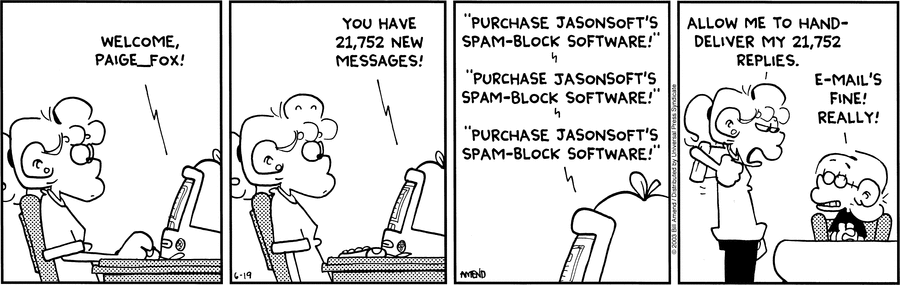 WELCOME,
PAIGE_FOX!
YOU HAVE
21,752 NEW
MESSAGES!
6-19
"PURCHASE JASONSOFT'S
SPAM-BLOCK SOFTWARE!"
"PURCHASE JASONSOFT'S
SPAM-BLOCK SOFTWARE!"
"PURCHASE JASONSOFT'S
SPAM-BLOCK SOFTWARE!"
AMEND
© 2003 Bill Amend / Distributed by Universal Press Syndicate
ALLOW ME TO HAND-
DELIVER MY 21,752
REPLIES.
E-MAIL'S
FINE!
REALLY!